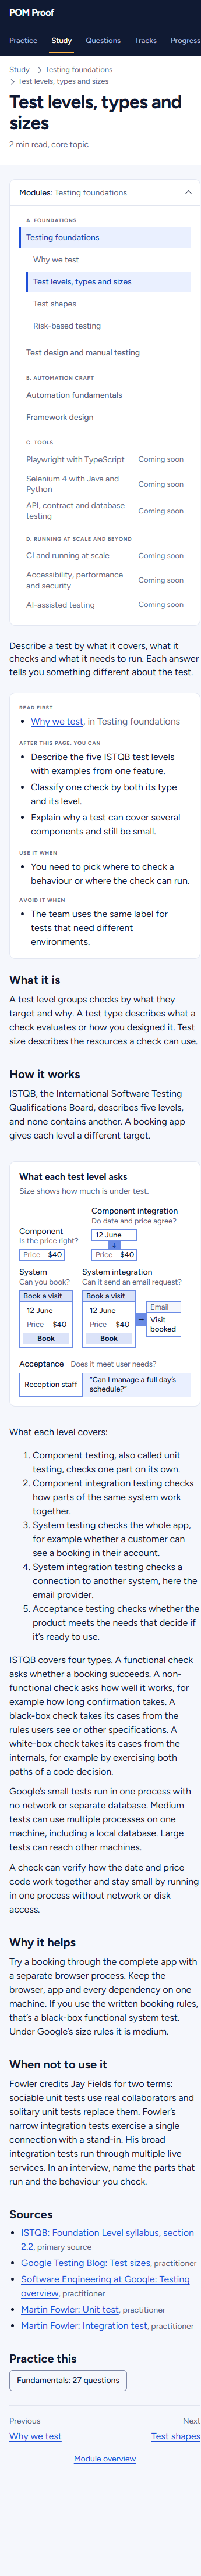 POM Proof
Practice Study Questions Tracks Progress
Study > Testing foundations
> Test levels, types and sizes
Test levels, types and
sizes
2 min read, core topic
Modules: Testing foundations
A. FOUNDATIONS
Testing foundations
Why we test
Test levels, types and sizes
Test shapes
Risk-based testing
Test design and manual testing
B. AUTOMATION CRAFT
Automation fundamentals
Framework design
C. TOOLS
Playwright with TypeScript Coming soon
Selenium 4 with Java and
Python Coming soon
API, contract and database
testing Coming soon
D. RUNNING AT SCALE AND BEYOND
CI and running at scale Coming soon
Accessibility, performance
and security Coming soon
AI-assisted testing Coming soon
Describe a test by what it covers, what it
checks and what it needs to run. Each answer
tells you something different about the test.
READ FIRST
• Why we test, in Testing foundations
AFTER THIS PAGE, YOU CAN
• Describe the five ISTQB test levels
with examples from one feature.
• Classify one check by both its type
and its level.
• Explain why a test can cover several
components and still be small.
USE IT WHEN
• You need to pick where to check a
behaviour or where the check can run.
AVOID IT WHEN
• The team uses the same label for
tests that need different
environments.
What it is
A test level groups checks by what they
target and why. A test type describes what a
check evaluates or how you designed it. Test
size describes the resources a check can use.
How it works
ISTQB, the International Software Testing
Qualifications Board, describes five levels,
and none contains another. A booking app
gives each level a different target.
What each test level asks
Size shows how much is under test.
Component
Is the price right?
Price $40
Component integration
Do date and price agree?
12 June
↓
Price $40
System
Can you book?
Book a visit
12 June
Price $40
Book
System integration
Can it send an email request?
Book a visit
12 June
Price $40
Book
→
Email
Visit
booked
Acceptance Does it meet user needs?
Reception staff
“Can I manage a full day’s
schedule?”
What each level covers:
1. Component testing, also called unit
testing, checks one part on its own.
2. Component integration testing checks
how parts of the same system work
together.
3. System testing checks the whole app,
for example whether a customer can
see a booking in their account.
4. System integration testing checks a
connection to another system, here the
email provider.
5. Acceptance testing checks whether the
product meets the needs that decide if
it’s ready to use.
ISTQB covers four types. A functional check
asks whether a booking succeeds. A non-
functional check asks how well it works, for
example how long confirmation takes. A
black-box check takes its cases from the
rules users see or other specifications. A
white-box check takes its cases from the
internals, for example by exercising both
paths of a code decision.
Google’s small tests run in one process with
no network or separate database. Medium
tests can use multiple processes on one
machine, including a local database. Large
tests can reach other machines.
A check can verify how the date and price
code work together and stay small by running
in one process without network or disk
access.
Why it helps
Try a booking through the complete app with
a separate browser process. Keep the
browser, app and every dependency on one
machine. If you use the written booking rules,
that’s a black-box functional system test.
Under Google’s size rules it is medium.
When not to use it
Fowler credits Jay Fields for two terms:
sociable unit tests use real collaborators and
solitary unit tests replace them. Fowler’s
narrow integration tests exercise a single
connection with a stand-in. His broad
integration tests run through multiple live
services. In an interview, name the parts that
run and the behaviour you check.
Sources
• ISTQB: Foundation Level syllabus, section
2.2, primary source
• Google Testing Blog: Test sizes, practitioner
• Software Engineering at Google: Testing
overview, practitioner
• Martin Fowler: Unit test, practitioner
• Martin Fowler: Integration test, practitioner
Practice this
Fundamentals: 27 questions
Previous Next
Why we test Test shapes
Module overview